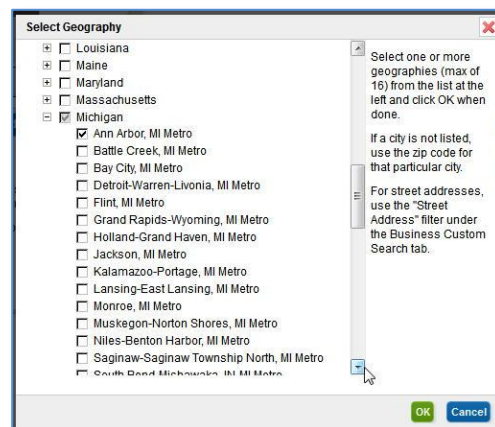 Select Geography
Louisiana
Maine
Maryland
Massachusetts
Michigan
Ann Arbor, MI Metro
Battle Creek, MI Metro
Bay City, MI Metro
Detroit-Warren-Livonia, MI Metro
Flint, MI Metro
Grand Rapids-Wyoming, MI Metro
Holland-Grand Haven, MI Metro
Jackson, MI Metro
Kalamazoo-Portage, MI Metro
Lansing-East Lansing, MI Metro
Monroe, MI Metro
Muskegon-Norton Shores, MI Metro
Niles-Benton Harbor, MI Metro
Saginaw-Saginaw Township North, MI Metro
South Bend-Mishawaka, IN-MI Metro
Select one or more
geographies (max of
16) from the list at the
left and click OK when
done.
If a city is not listed,
use the zip code for
that particular city.
For street addresses,
use the "Street
Address" filter under
the Business Custom
Search tab.
OK
Cancel